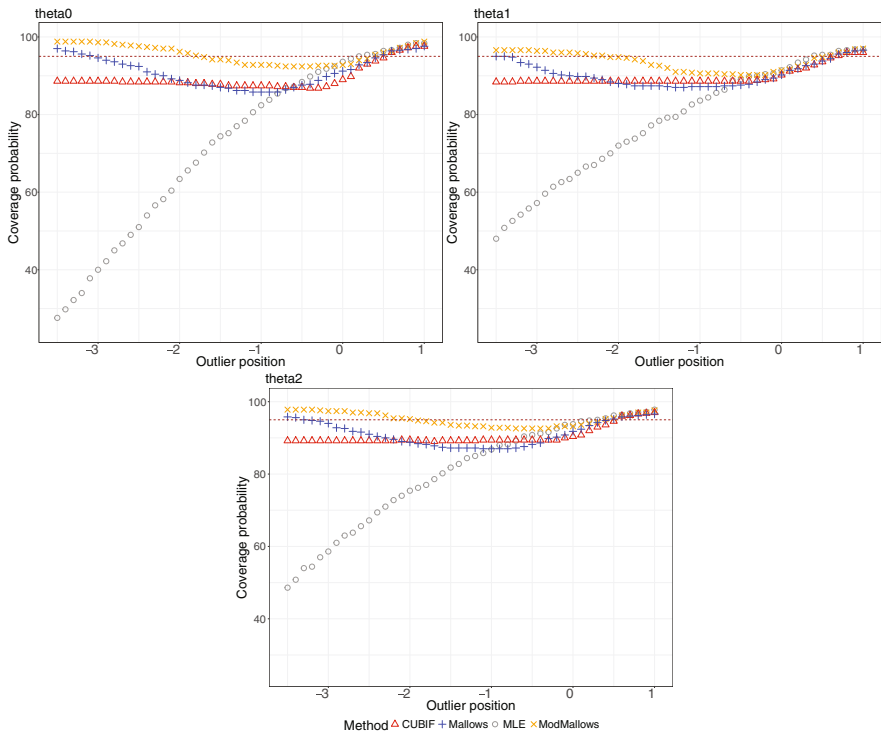 theta0
100
80
60
40
Coverage probability
−3
−2
−1
0
1
Outlier position
theta1
100
80
60
40
Coverage probability
−3
−2
−1
0
1
Outlier position
theta2
100
80
60
40
Coverage probability
−3
−2
−1
0
1
Outlier position
Method CUBIF Mallows MLE ModMallows